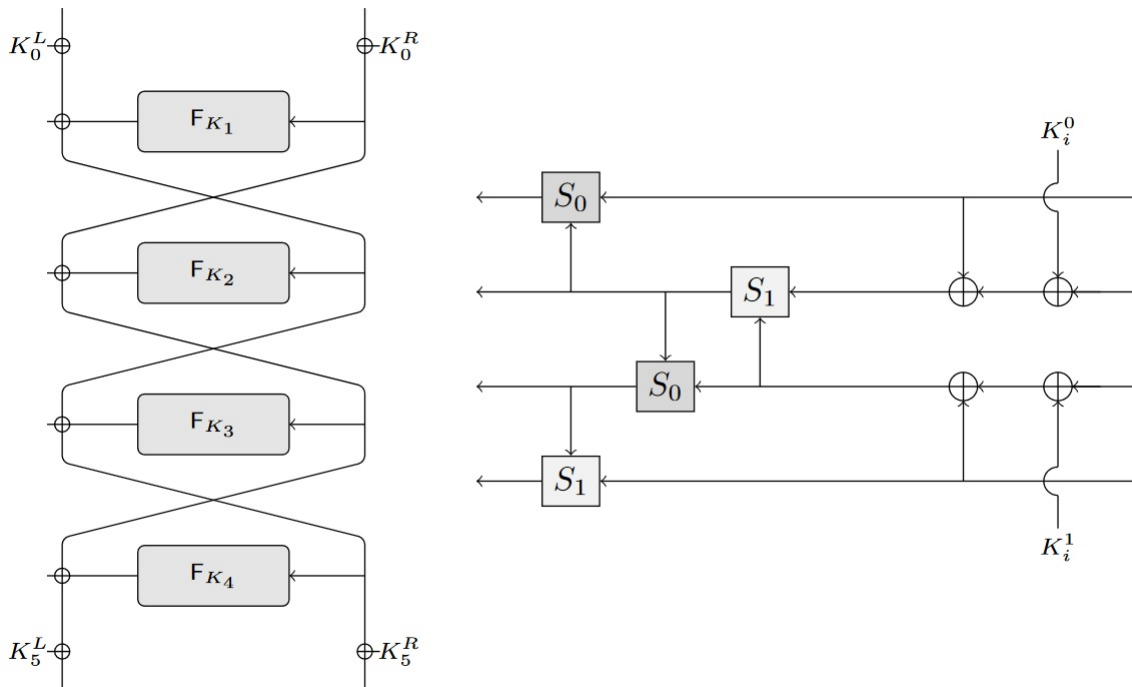 K_0^L K_0^R
F_{K_1}
F_{K_2}
F_{K_3}
F_{K_4}
K_5^L K_5^R
K_i^0
S_0
S_1
S_0
S_1
K_i^1